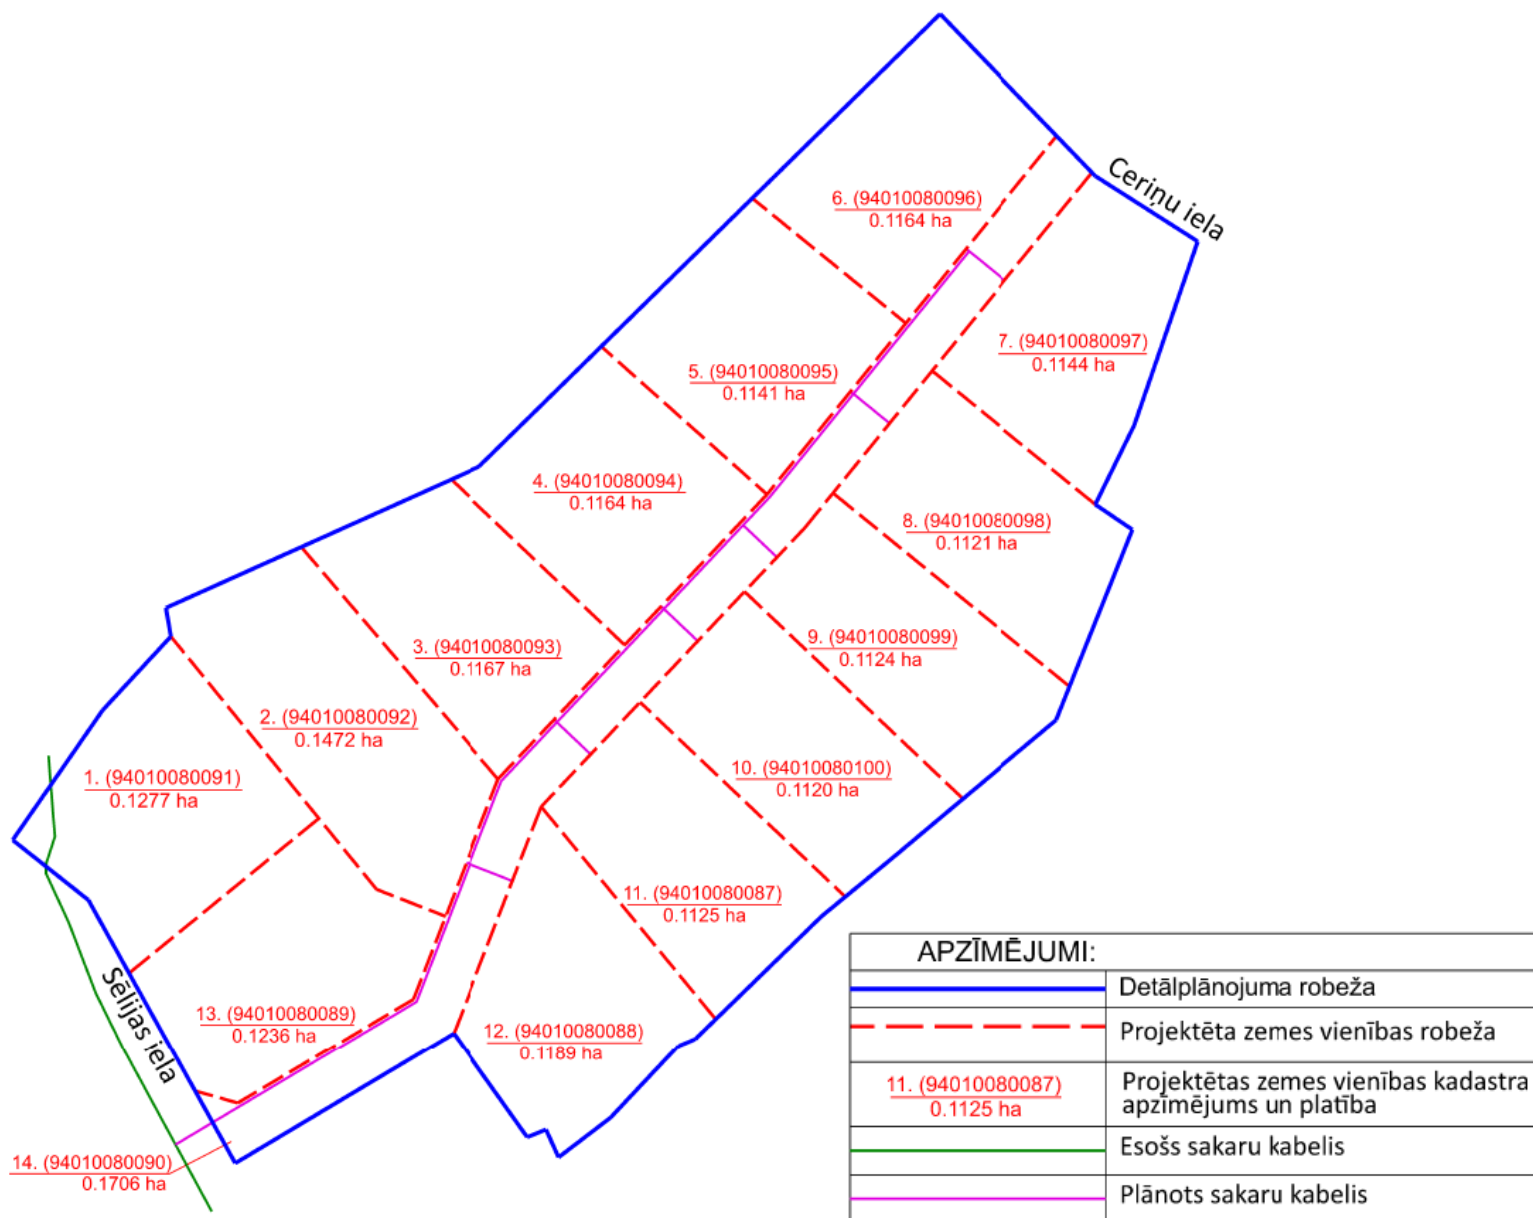 Ceriņu iela
6. (94010080096)
0.1164 ha
7. (94010080097)
0.1144 ha
5. (94010080095)
0.1141 ha
4. (94010080094)
0.1164 ha
8. (94010080098)
0.1121 ha
3. (94010080093)
0.1167 ha
9. (94010080099)
0.1124 ha
2. (94010080092)
0.1472 ha
1. (94010080091)
0.1277 ha
10. (94010080100)
0.1120 ha
11. (94010080087)
0.1125 ha
Sēlijas iela
13. (94010080089)
0.1236 ha
12. (94010080088)
0.1189 ha
14. (94010080090)
0.1706 ha
APZĪMĒJUMI:
Detālplānojuma robeža
Projektēta zemes vienības robeža
11. (94010080087)
0.1125 ha
Projektētas zemes vienības kadastra
apzīmējums un platība
Esošs sakaru kabelis
Plānots sakaru kabelis